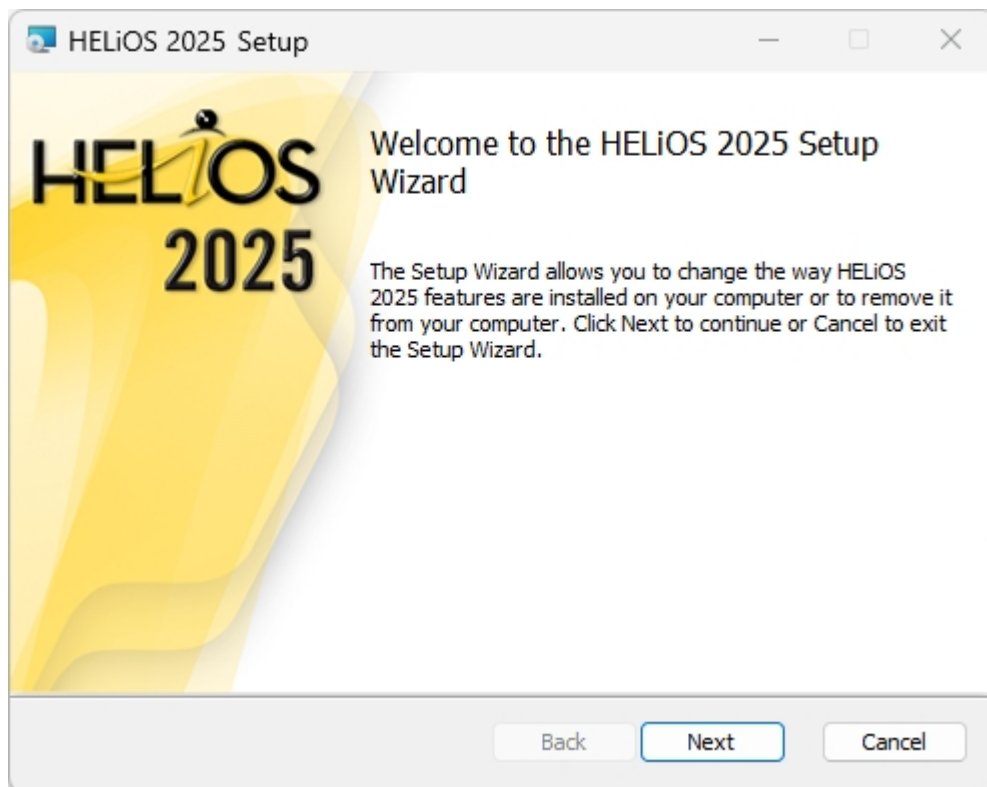 HELiOS 2025 Setup
HELiOS
2025
Welcome to the HELiOS 2025 Setup
Wizard
The Setup Wizard allows you to change the way HELiOS
2025 features are installed on your computer or to remove it
from your computer. Click Next to continue or Cancel to exit
the Setup Wizard.
Back
Next
Cancel